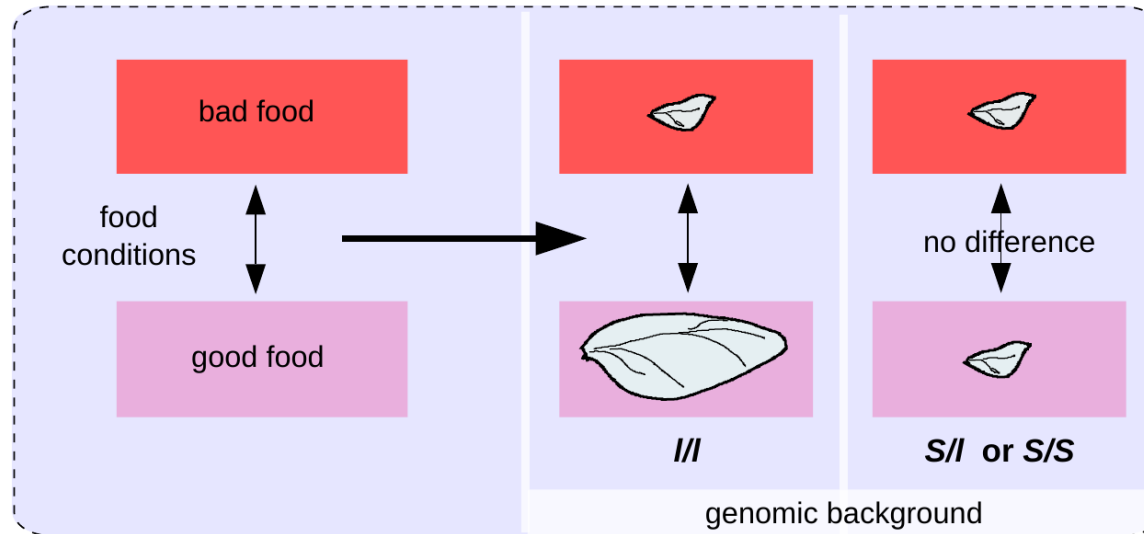 bad food
food
conditions
good food
no difference
l/l
S/l or S/S
genomic background